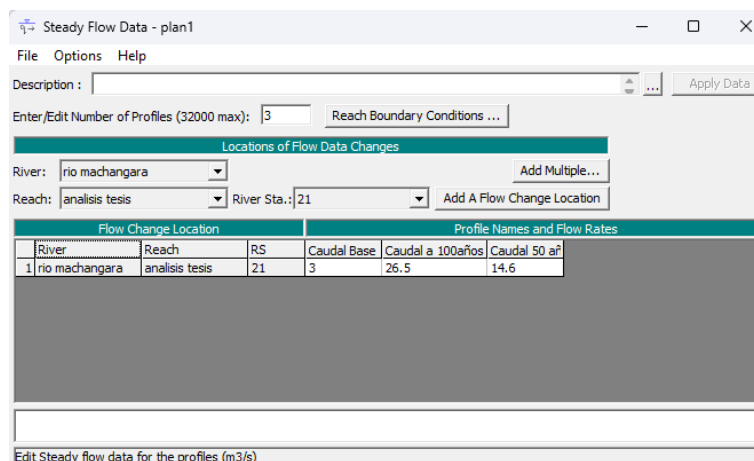 Steady Flow Data - plan1
File Options Help
Description : ... Apply Data
Enter/Edit Number of Profiles (32000 max): 3 Reach Boundary Conditions ...
Locations of Flow Data Changes
River: rio machangara Add Multiple...
Reach: analisis tesis River Sta.: 21 Add A Flow Change Location
Flow Change Location Profile Names and Flow Rates
River Reach RS Caudal Base Caudal a 100años Caudal 50 añ
1 rio machangara analisis tesis 21 3 26.5 14.6
Edit Steady flow data for the profiles (m3/s)